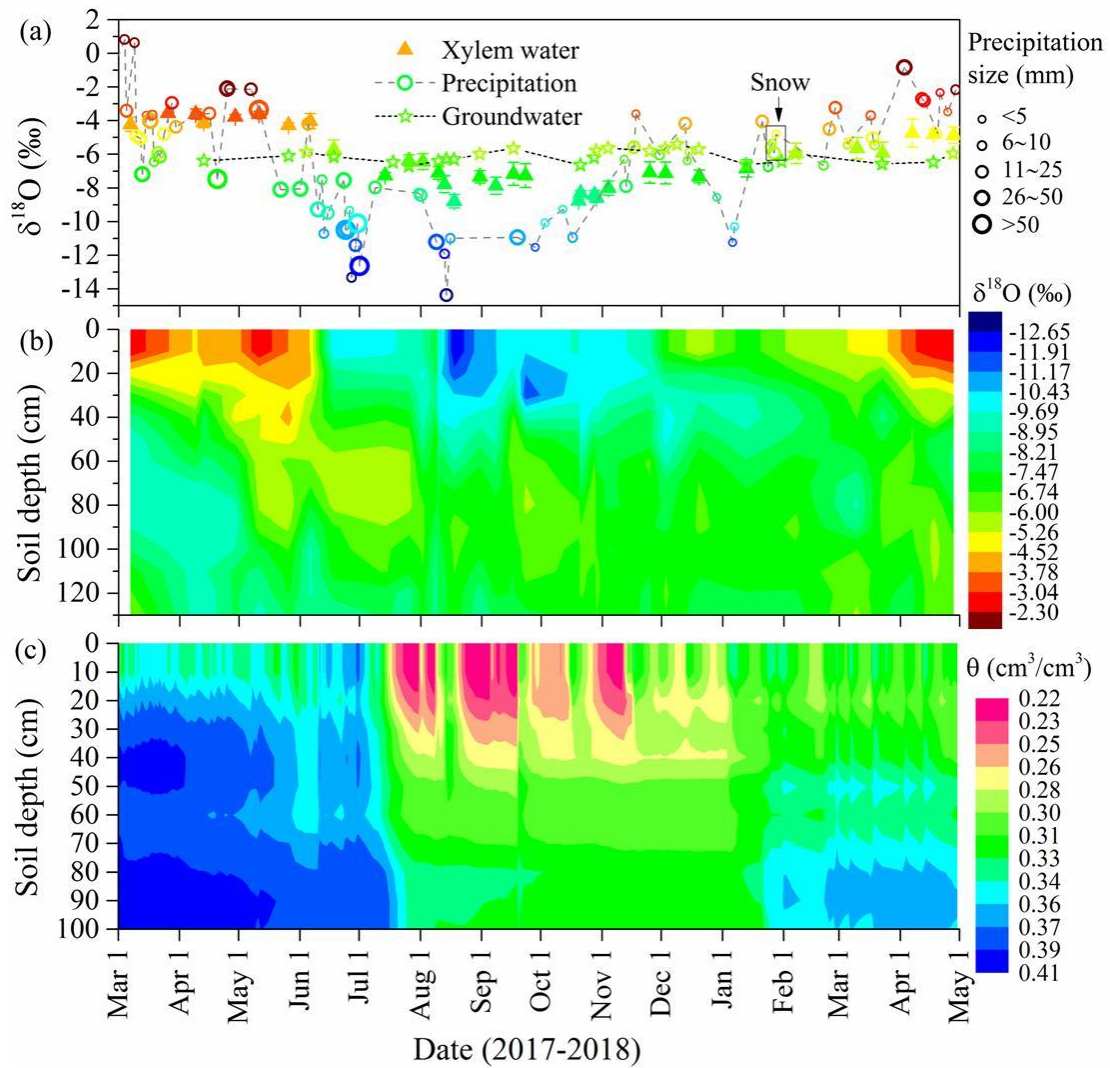 (a)
2
0
-2
-4
-6
-8
-10
-12
-14
δ¹⁸O (‰)
Xylem water
Precipitation
Groundwater
Snow
Precipitation
size (mm)
<5
6~10
11~25
26~50
>50
(b)
0
20
40
60
80
100
120
Soil depth (cm)
δ¹⁸O (‰)
-12.65
-11.91
-11.17
-10.43
-9.69
-8.95
-8.21
-7.47
-6.74
-6.00
-5.26
-4.52
-3.78
-3.04
-2.30
(c)
0
10
20
30
40
50
60
70
80
90
100
Soil depth (cm)
θ (cm³/cm³)
0.22
0.23
0.25
0.26
0.28
0.30
0.31
0.33
0.34
0.36
0.37
0.39
0.41
Mar 1
Apr 1
May 1
Jun 1
Jul 1
Aug 1
Sep 1
Oct 1
Nov 1
Dec 1
Jan 1
Feb 1
Mar 1
Apr 1
May 1
Date (2017-2018)